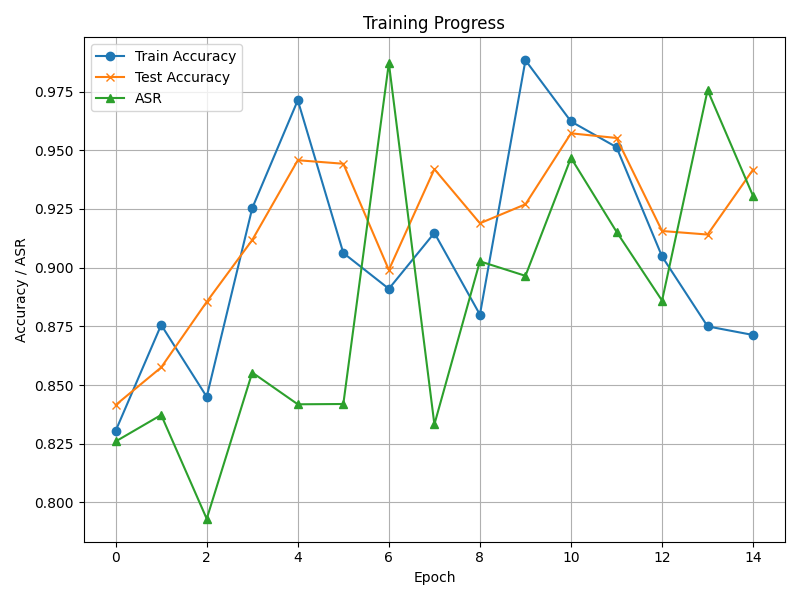 Training Progress
Train Accuracy
Test Accuracy
ASR
0.975
0.950
0.925
0.900
0.875
0.850
0.825
0.800
Accuracy / ASR
0 2 4 6 8 10 12 14
Epoch